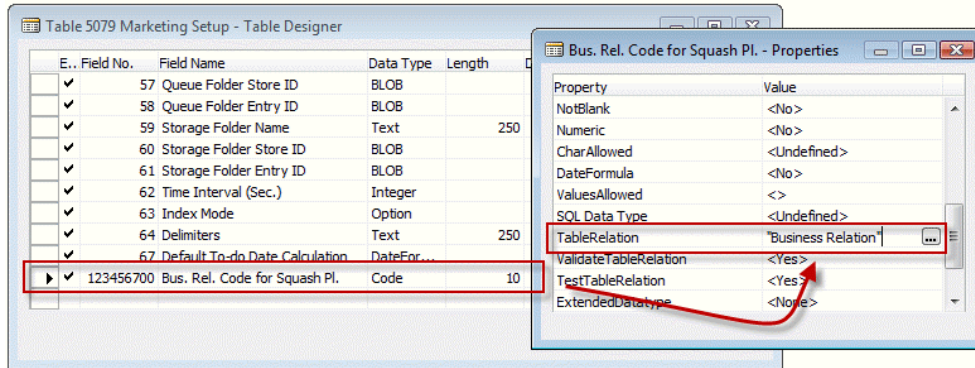 Table 5079 Marketing Setup - Table Designer
E.. Field No. Field Name Data Type Length D
57 Queue Folder Store ID BLOB
58 Queue Folder Entry ID BLOB
59 Storage Folder Name Text 250
60 Storage Folder Store ID BLOB
61 Storage Folder Entry ID BLOB
62 Time Interval (Sec.) Integer
63 Index Mode Option
64 Delimiters Text 250
67 Default To-do Date Calculation DateFor...
123456700 Bus. Rel. Code for Squash Pl. Code 10
Bus. Rel. Code for Squash Pl. - Properties
Property Value
NotBlank <No>
Numeric <No>
CharAllowed <Undefined>
DateFormula <No>
ValuesAllowed <>
SQL Data Type <Undefined>
TableRelation "Business Relation" ...
ValidateTableRelation <Yes>
TestTableRelation <Yes>
ExtendedDatatype <None>